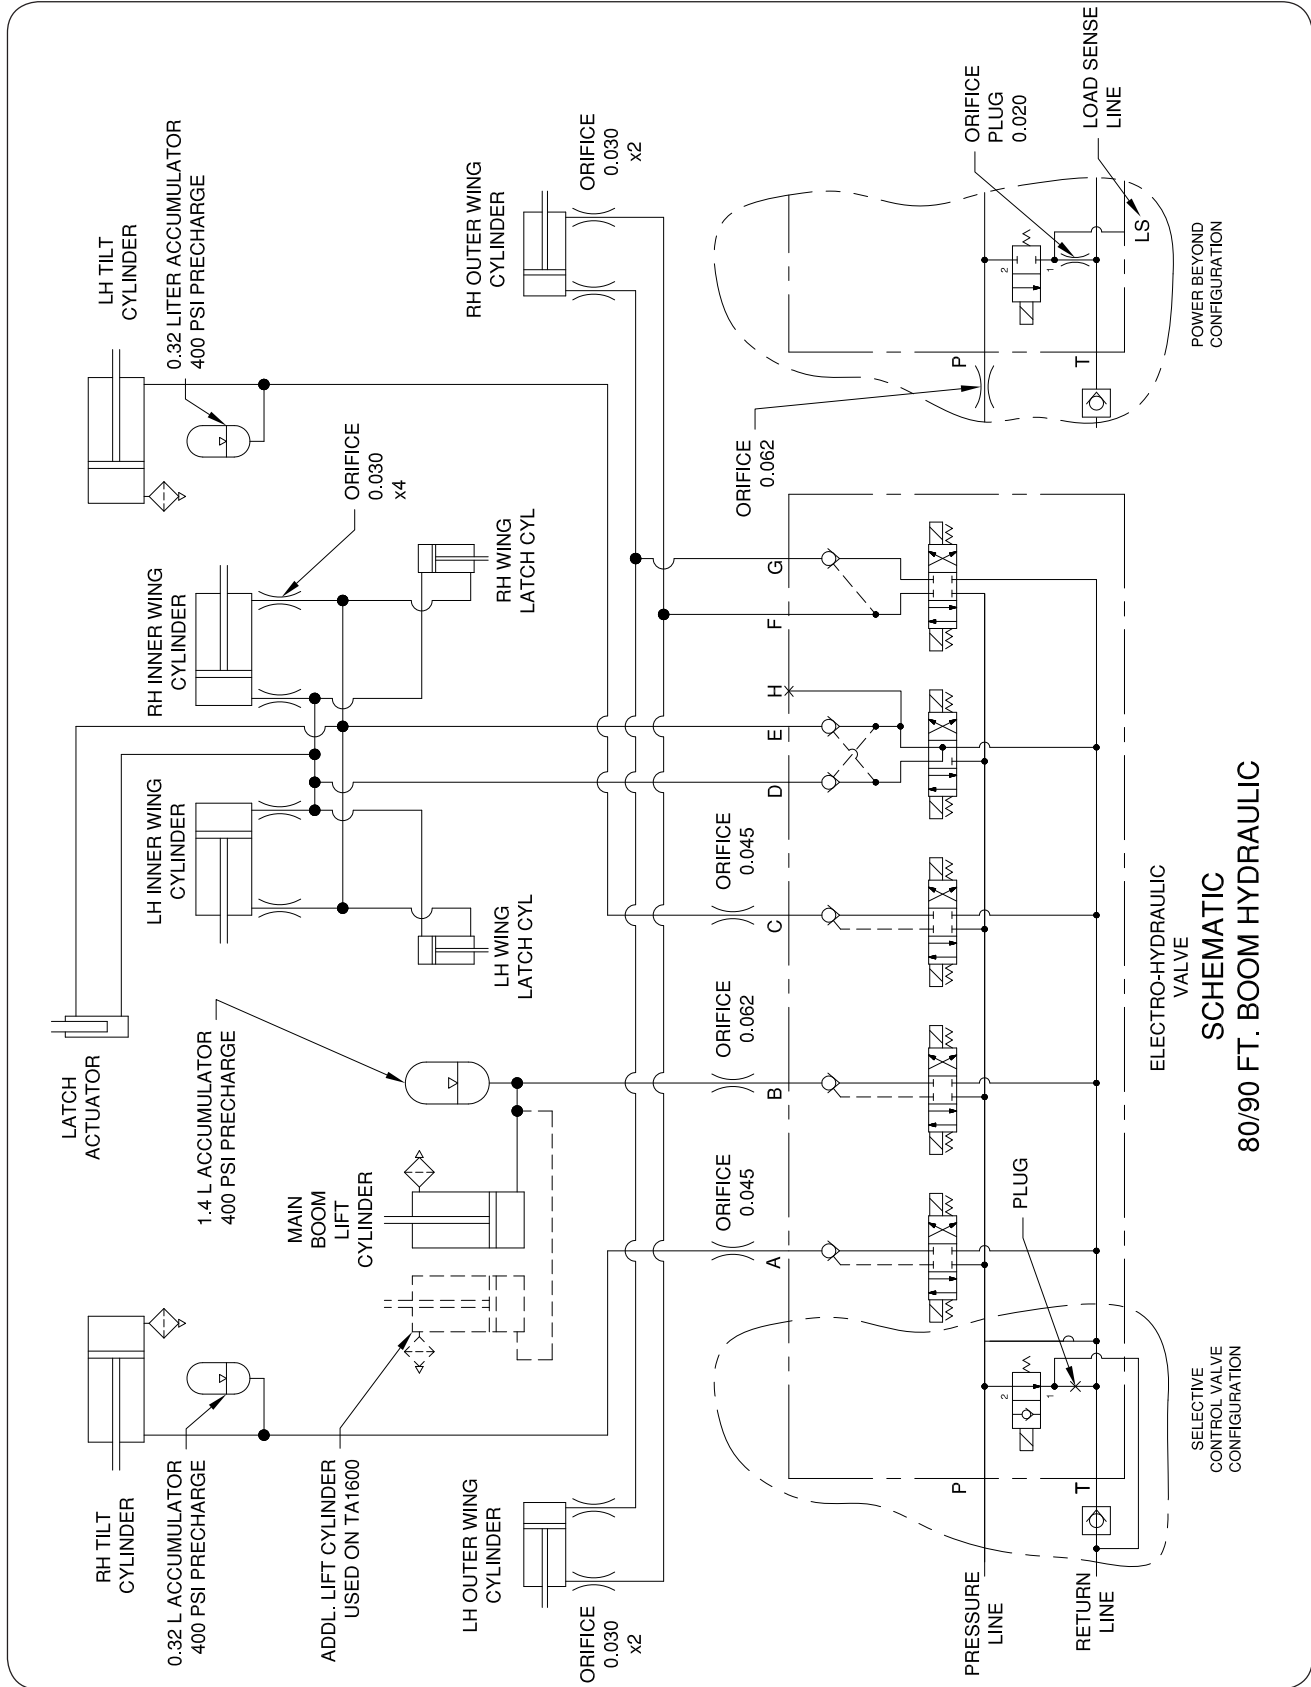 RH TILT
CYLINDER
0.32 L ACCUMULATOR
400 PSI PRECHARGE
LATCH
ACTUATOR
1.4 L ACCUMULATOR
400 PSI PRECHARGE
LH INNER WING
CYLINDER
RH INNER WING
CYLINDER
LH TILT
CYLINDER
0.32 LITER ACCUMULATOR
400 PSI PRECHARGE
ORIFICE
0.030
x4
MAIN
BOOM
LIFT
CYLINDER
ADDL. LIFT CYLINDER
USED ON TA1600
LH WING
LATCH CYL
RH WING
LATCH CYL
LH OUTER WING
CYLINDER
RH OUTER WING
CYLINDER
ORIFICE
0.030
x2
ORIFICE
0.030
x2
ORIFICE
0.045
ORIFICE
0.062
ORIFICE
0.045
ORIFICE
0.062
A
B
C
D
E
H
F
G
P
T
P
T
2
1
2
1
PLUG
ORIFICE
PLUG
0.020
LOAD SENSE
LINE
LS
PRESSURE
LINE
RETURN
LINE
SELECTIVE
CONTROL VALVE
CONFIGURATION
POWER BEYOND
CONFIGURATION
ELECTRO-HYDRAULIC
VALVE
SCHEMATIC
80/90 FT. BOOM HYDRAULIC